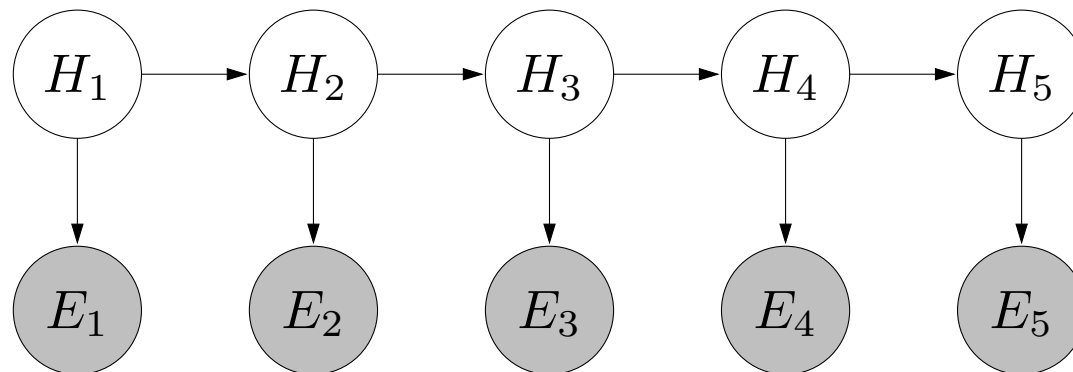 H₁ H₂ H₃ H₄ H₅
E₁ E₂ E₃ E₄ E₅